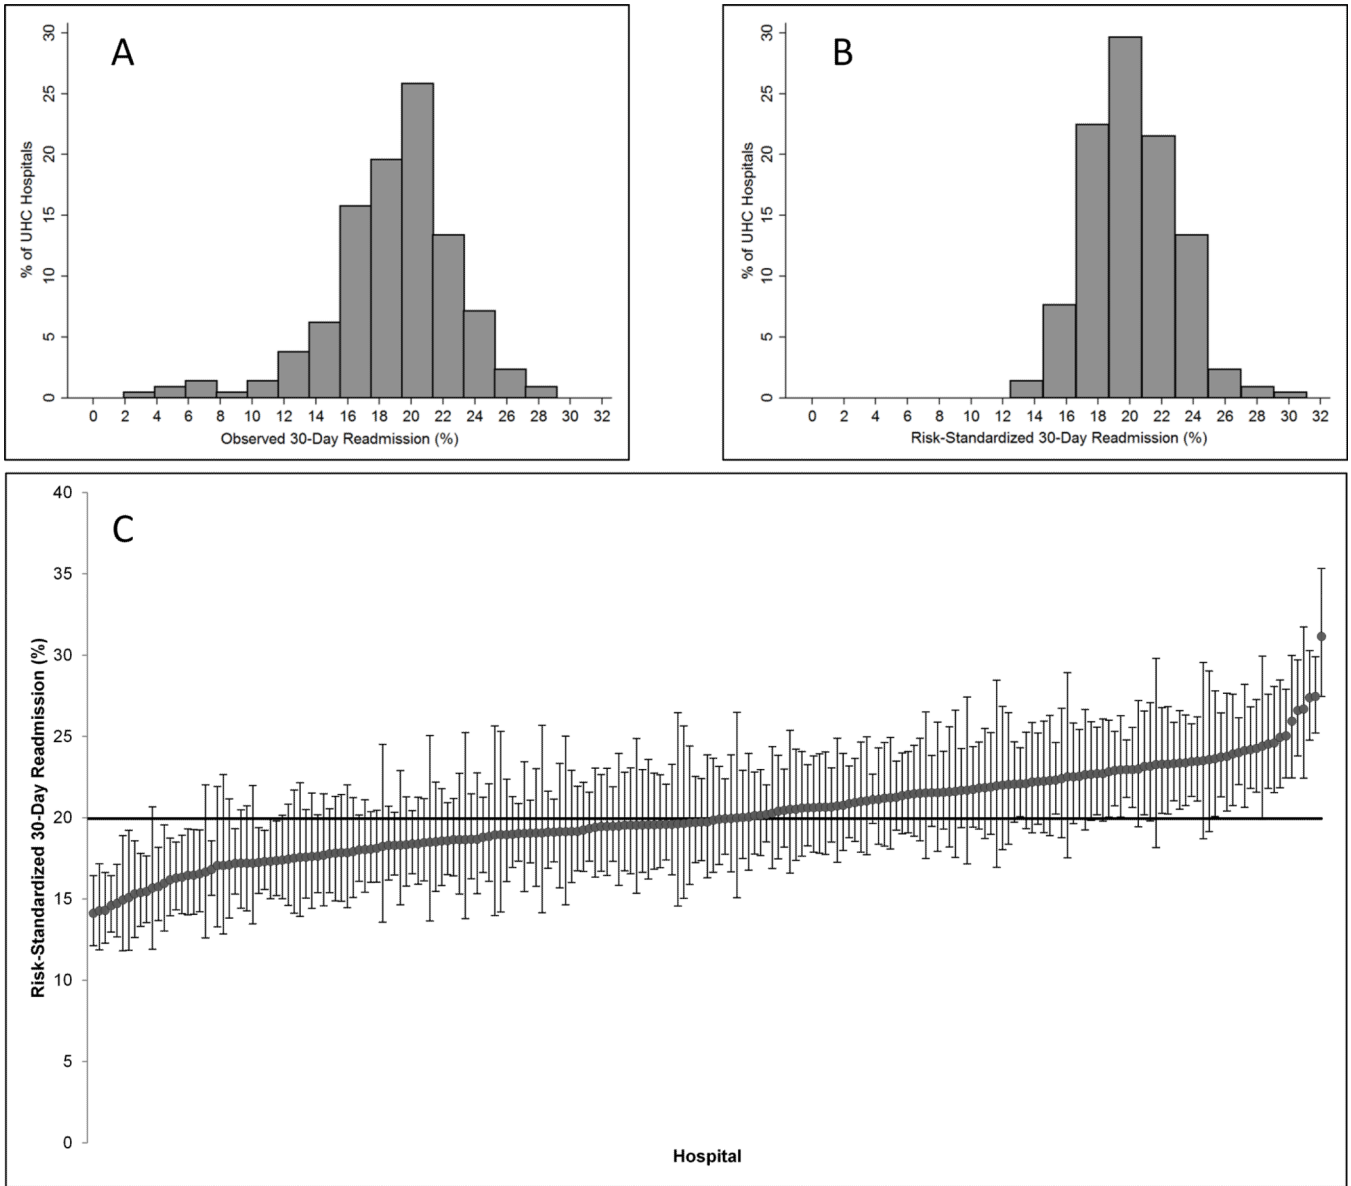 A
% of UHC Hospitals
30
25
20
15
10
5
0
0 2 4 6 8 10 12 14 16 18 20 22 24 26 28 30 32
Observed 30-Day Readmission (%)
B
% of UHC Hospitals
30
25
20
15
10
5
0
0 2 4 6 8 10 12 14 16 18 20 22 24 26 28 30 32
Risk-Standardized 30-Day Readmission (%)
C
Risk-Standardized 30-Day Readmission (%)
40
35
30
25
20
15
10
5
0
Hospital